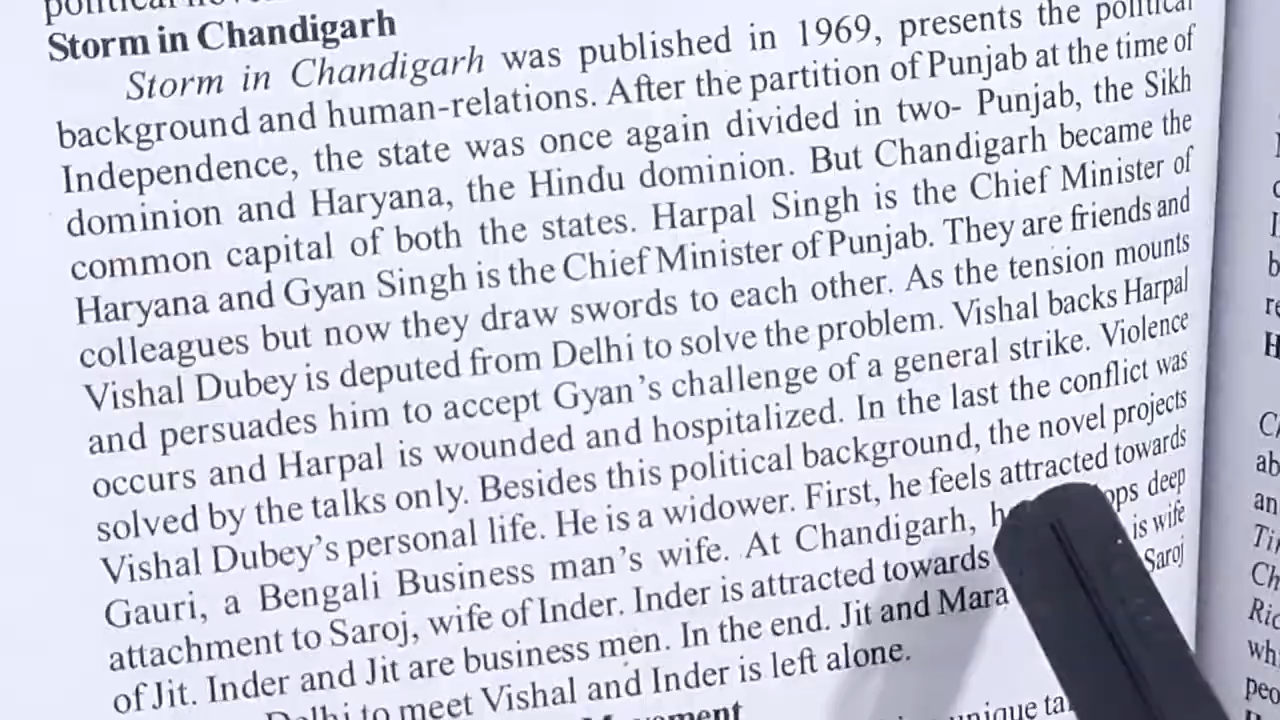 Storm in Chandigarh
Storm in Chandigarh was published in 1969, presents the political
background and human-relations. After the partition of Punjab at the time of
Independence, the state was once again divided in two- Punjab, the Sikh
dominion and Haryana, the Hindu dominion. But Chandigarh became the
common capital of both the states. Harpal Singh is the Chief Minister of
Haryana and Gyan Singh is the Chief Minister of Punjab. They are friends and
colleagues but now they draw swords to each other. As the tension mounts
Vishal Dubey is deputed from Delhi to solve the problem. Vishal backs Harpal
and persuades him to accept Gyan's challenge of a general strike. Violence
occurs and Harpal is wounded and hospitalized. In the last the conflict was
solved by the talks only. Besides this political background, the novel projects
Vishal Dubey's personal life. He is a widower. First, he feels attracted towards
Gauri, a Bengali Business man's wife. At Chandigarh, deep
attachment to Saroj, wife of Inder. Inder is attracted towards is wife
of Jit. Inder and Jit are business men. In the end. Jit and Mara Saroj
Delhi to meet Vishal and Inder is left alone.
unique